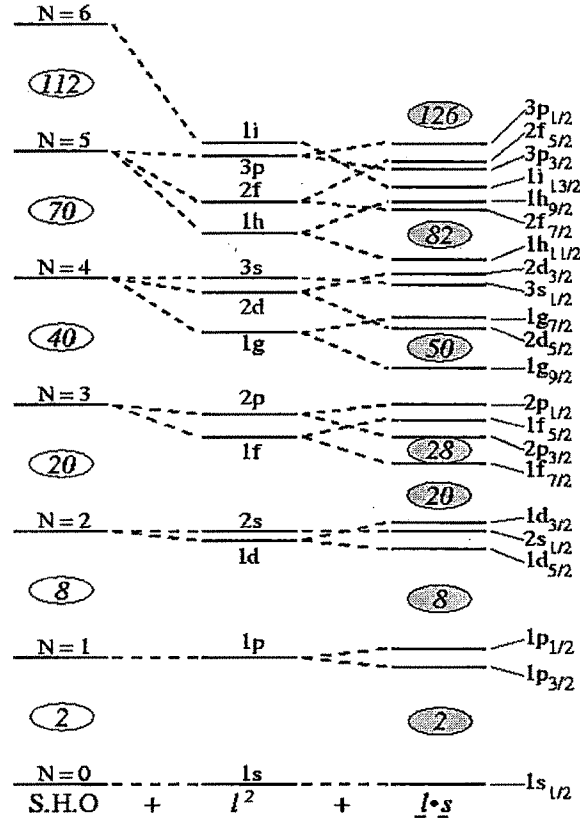 N = 6
112
126
3p1/2
2f5/2
1i
3p3/2
N = 5
3p
1i13/2
2f
1h9/2
70
1h
82
2f7/2
1h11/2
N = 4
3s
2d3/2
2d
3s1/2
1g7/2
40
1g
50
2d5/2
1g9/2
N = 3
2p
2p1/2
1f5/2
20
1f
28
2p3/2
1f7/2
20
N = 2
2s
1d3/2
2s1/2
1d
1d5/2
8
8
N = 1
1p
1p1/2
1p3/2
2
2
N = 0
1s
1s1/2
S.H.O + l2 + l•s